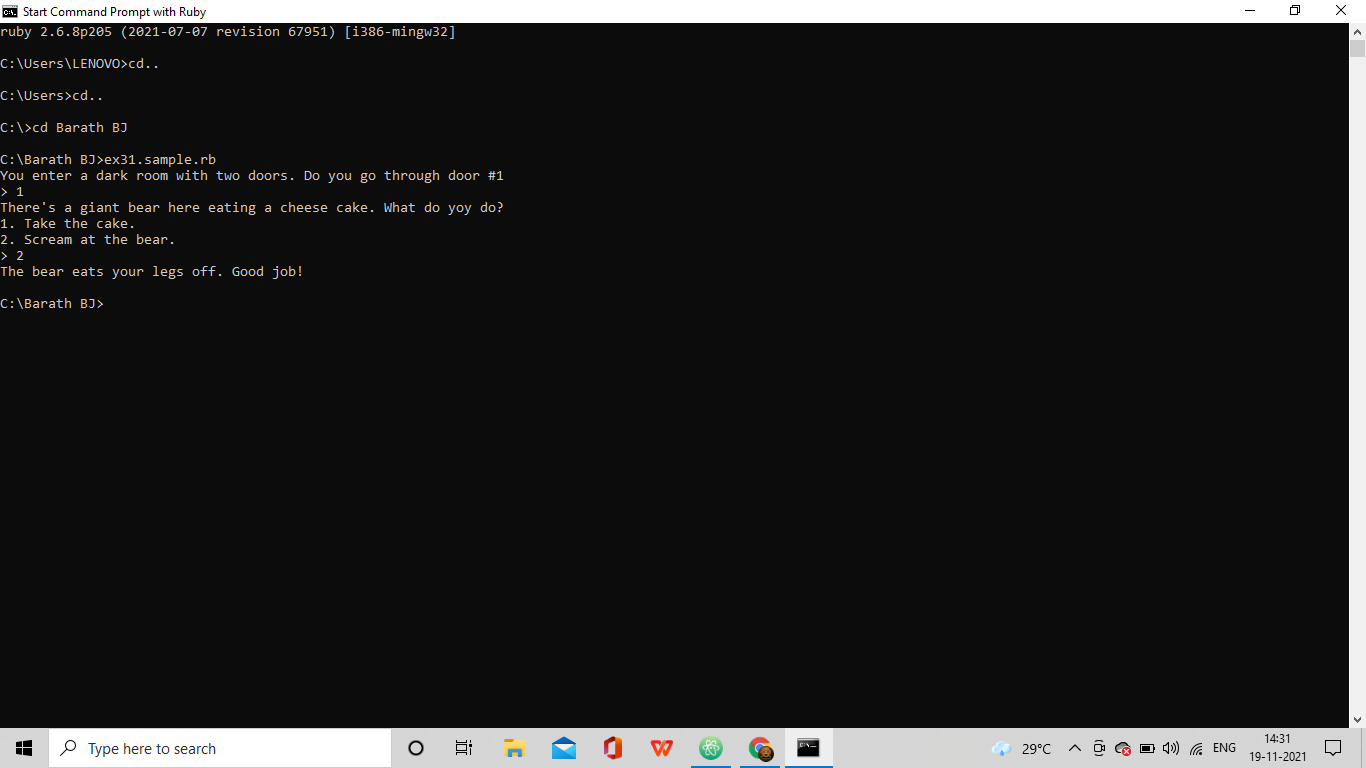 Start Command Prompt with Ruby
ruby 2.6.8p205 (2021-07-07 revision 67951) [i386-mingw32]
C:\Users\LENOVO>cd..
C:\Users>cd..
C:\>cd Barath BJ
C:\Barath BJ>ex31.sample.rb
You enter a dark room with two doors. Do you go through door #1
> 1
There's a giant bear here eating a cheese cake. What do yoy do?
1. Take the cake.
2. Scream at the bear.
> 2
The bear eats your legs off. Good job!
C:\Barath BJ>
Type here to search
29°C
ENG
14:31
19-11-2021